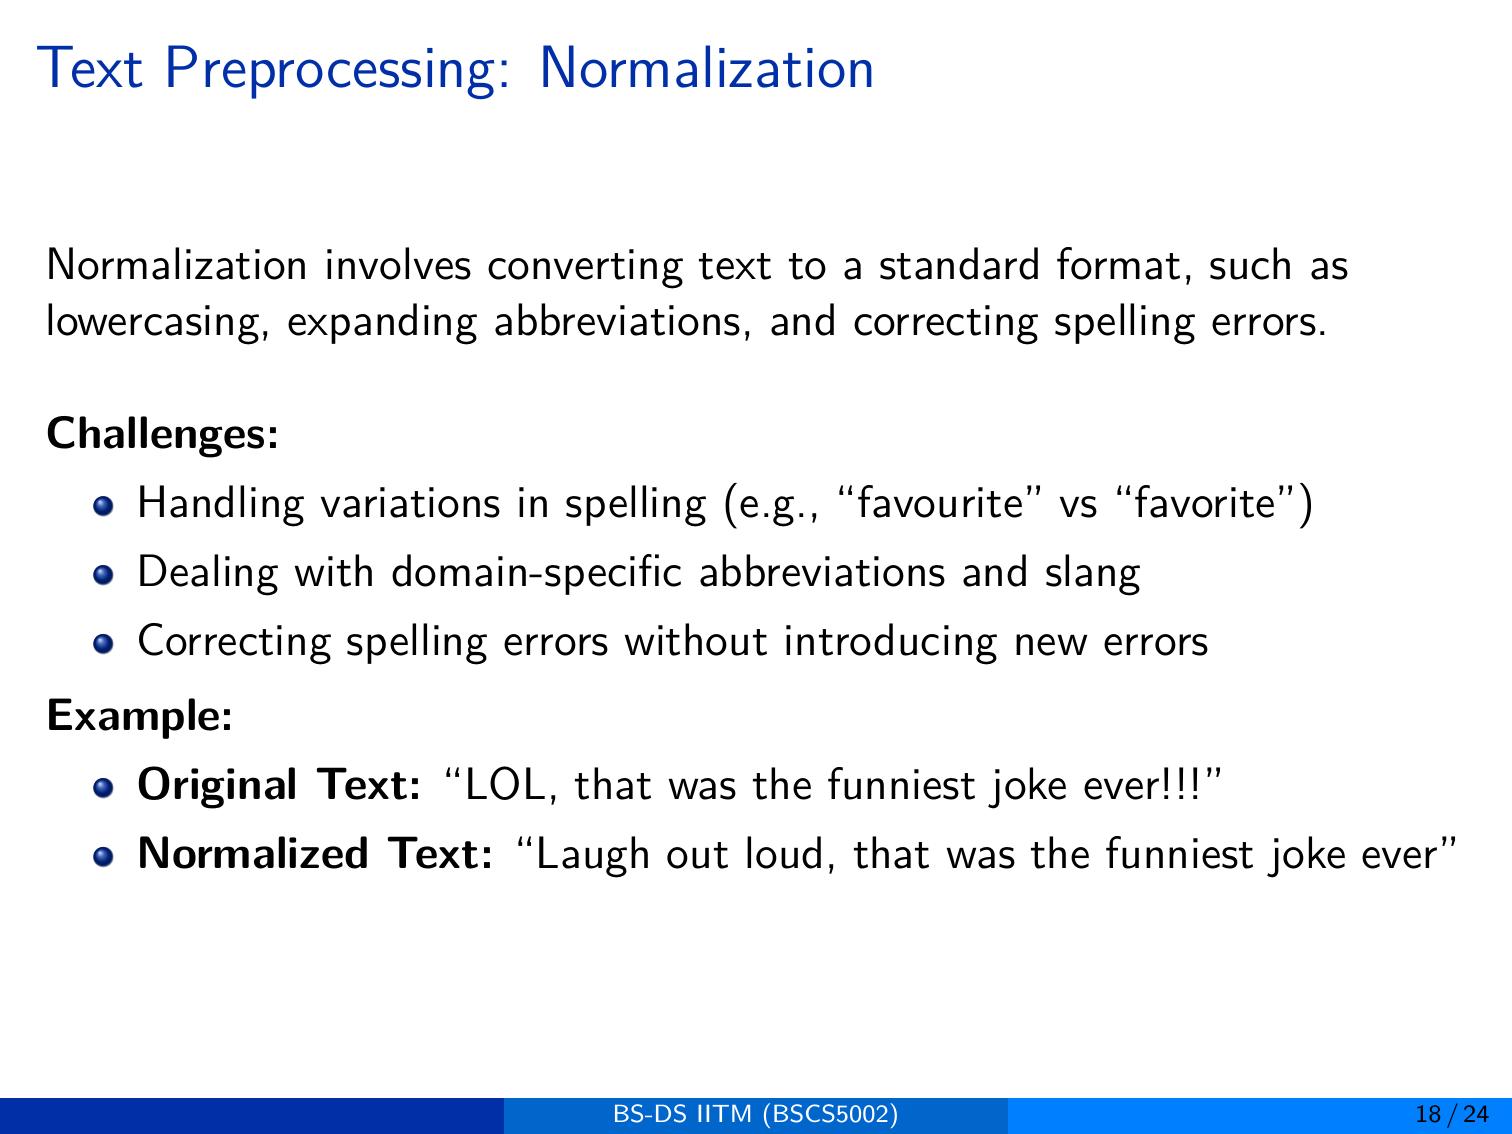 Text Preprocessing: Normalization
Normalization involves converting text to a standard format, such as
lowercasing, expanding abbreviations, and correcting spelling errors.
Challenges:
Handling variations in spelling (e.g., “favourite” vs “favorite”)
Dealing with domain-specific abbreviations and slang
Correcting spelling errors without introducing new errors
Example:
Original Text: “LOL, that was the funniest joke ever!!!”
Normalized Text: “Laugh out loud, that was the funniest joke ever”
BS-DS IITM (BSCS5002) 18 / 24